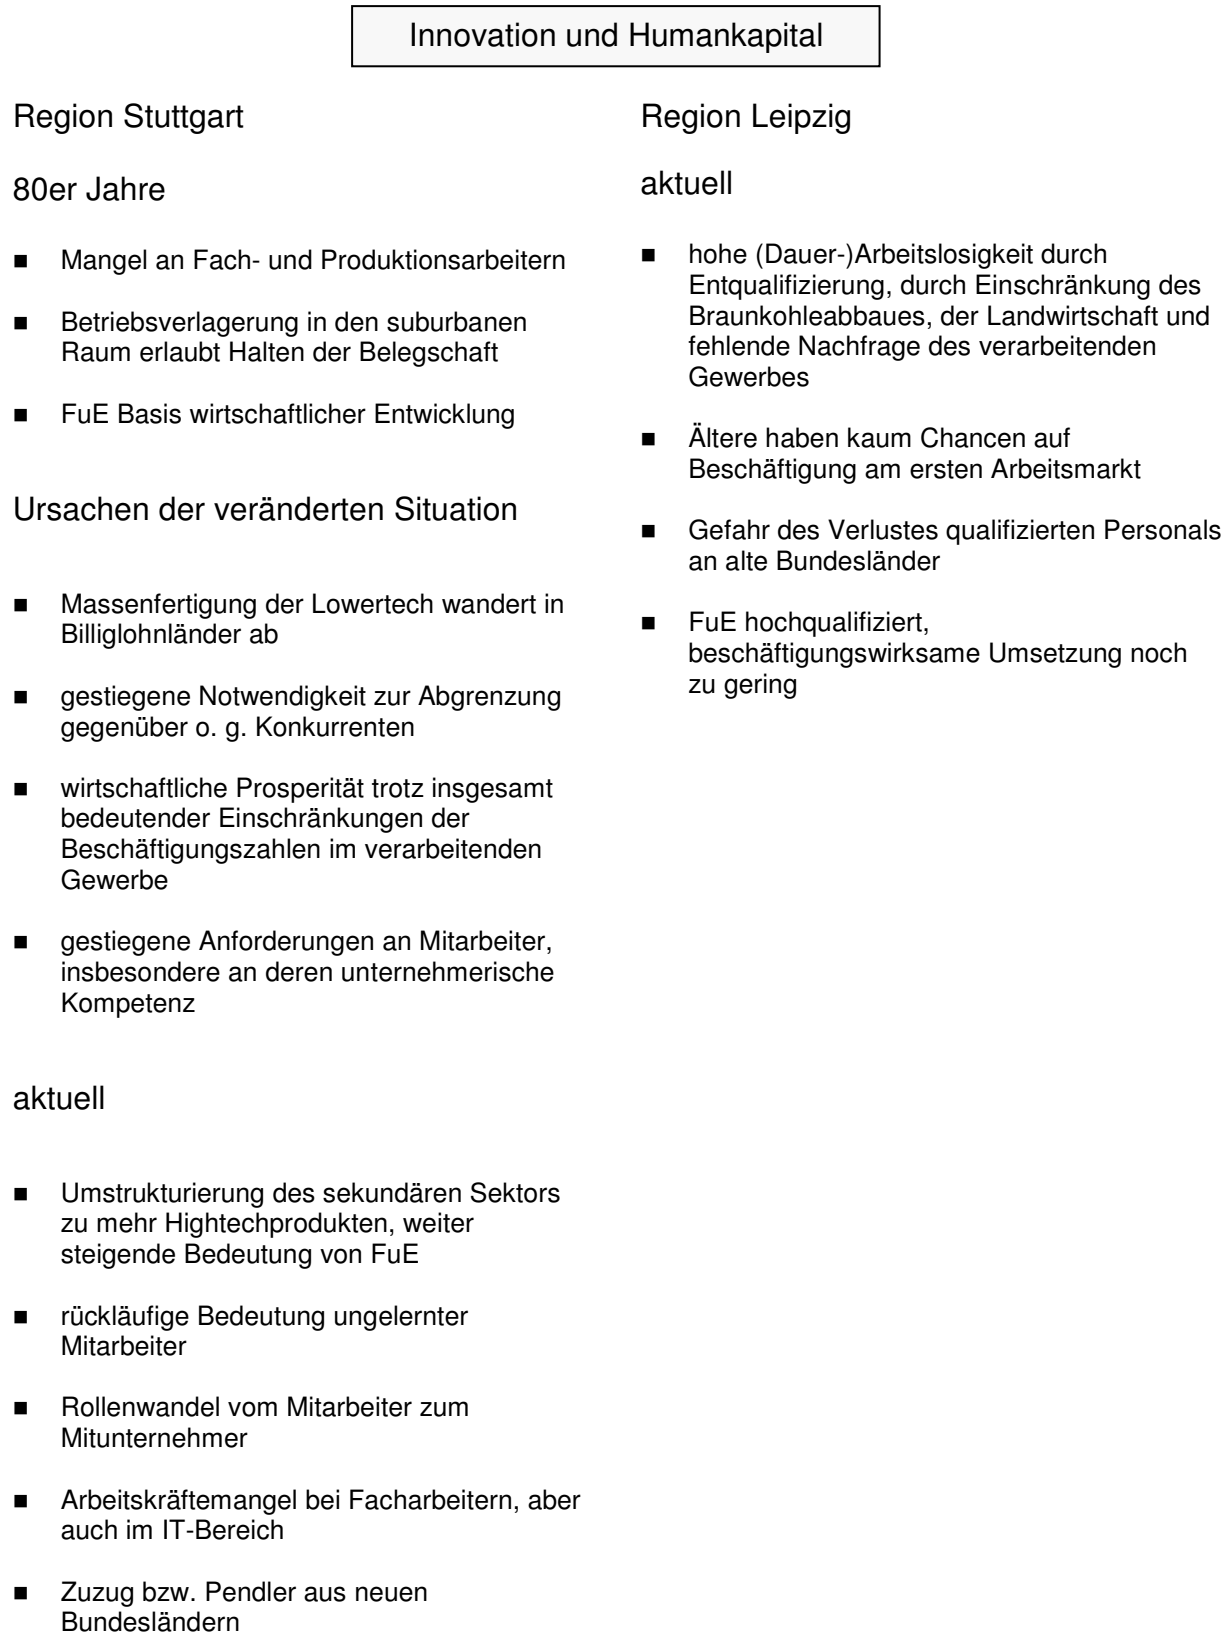 Innovation und Humankapital
Region Stuttgart
80er Jahre
■ Mangel an Fach- und Produktionsarbeitern
■ Betriebsverlagerung in den suburbanen
Raum erlaubt Halten der Belegschaft
■ FuE Basis wirtschaftlicher Entwicklung
Ursachen der veränderten Situation
■ Massenfertigung der Lowertech wandert in
Billiglohnländer ab
■ gestiegene Notwendigkeit zur Abgrenzung
gegenüber o. g. Konkurrenten
■ wirtschaftliche Prosperität trotz insgesamt
bedeutender Einschränkungen der
Beschäftigungszahlen im verarbeitenden
Gewerbe
■ gestiegene Anforderungen an Mitarbeiter,
insbesondere an deren unternehmerische
Kompetenz
aktuell
■ Umstrukturierung des sekundären Sektors
zu mehr Hightechprodukten, weiter
steigende Bedeutung von FuE
■ rückläufige Bedeutung ungelernter
Mitarbeiter
■ Rollenwandel vom Mitarbeiter zum
Mitunternehmer
■ Arbeitskräftemangel bei Facharbeitern, aber
auch im IT-Bereich
■ Zuzug bzw. Pendler aus neuen
Bundesländern
Region Leipzig
aktuell
■ hohe (Dauer-)Arbeitslosigkeit durch
Entqualifizierung, durch Einschränkung des
Braunkohleabbaues, der Landwirtschaft und
fehlende Nachfrage des verarbeitenden
Gewerbes
■ Ältere haben kaum Chancen auf
Beschäftigung am ersten Arbeitsmarkt
■ Gefahr des Verlustes qualifizierten Personals
an alte Bundesländer
■ FuE hochqualifiziert,
beschäftigungswirksame Umsetzung noch
zu gering